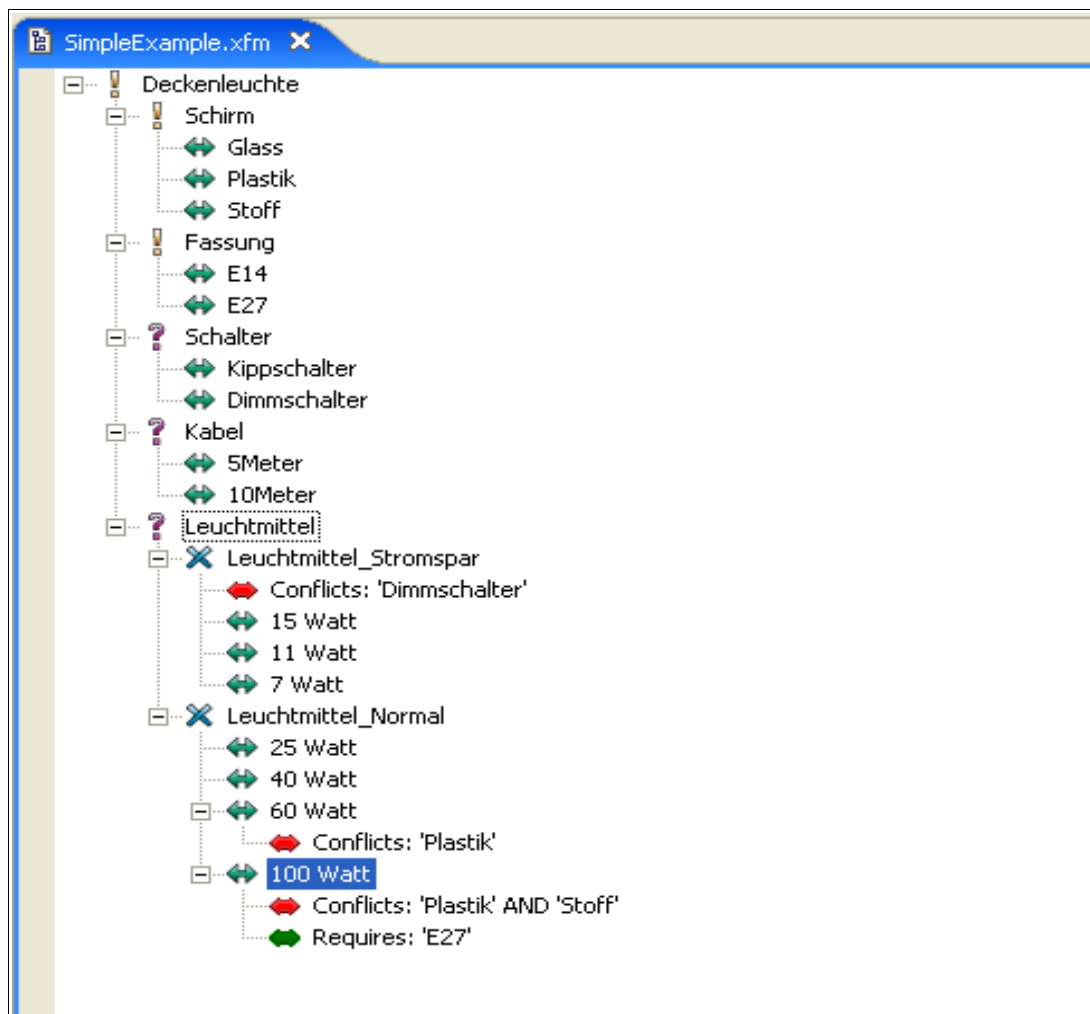 SimpleExample.xfm
Deckenleuchte
Schirm
Glass
Plastik
Stoff
Fassung
E14
E27
Schalter
Kippschalter
Dimmschalter
Kabel
5Meter
10Meter
Leuchtmittel
Leuchtmittel_Stromspar
Conflicts: 'Dimmschalter'
15 Watt
11 Watt
7 Watt
Leuchtmittel_Normal
25 Watt
40 Watt
60 Watt
Conflicts: 'Plastik'
100 Watt
Conflicts: 'Plastik' AND 'Stoff'
Requires: 'E27'